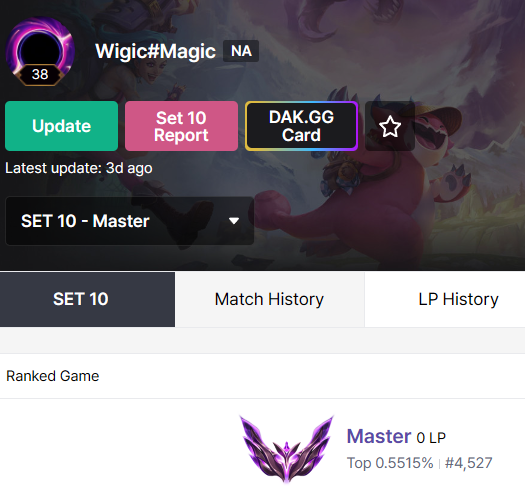 Wigic#Magic NA
38
Update
Set 10
Report
DAK.GG
Card
Latest update: 3d ago
SET 10 - Master
SET 10
Match History
LP History
Ranked Game
Master 0 LP
Top 0.5515% | #4,527